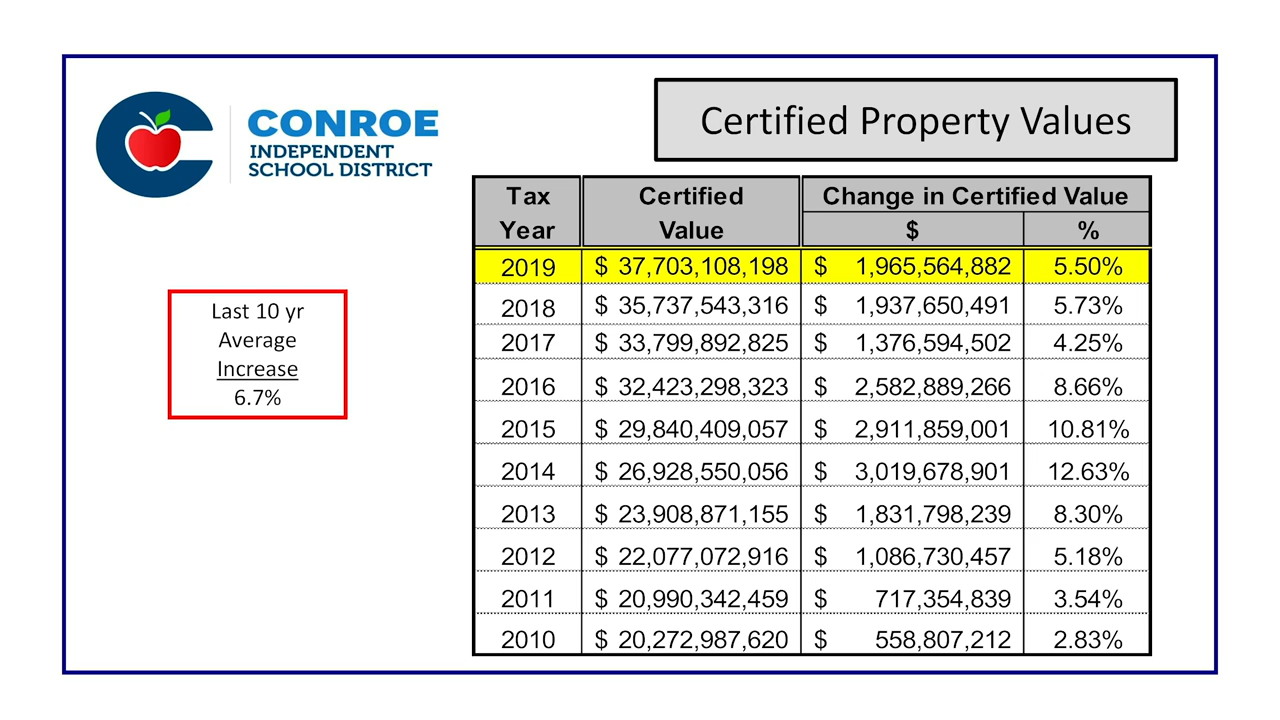 CONROE
INDEPENDENT
SCHOOL DISTRICT
Certified Property Values
Last 10 yr
Average
Increase
6.7%
Tax Year Certified Value Change in Certified Value
$ %
2019 $ 37,703,108,198 $ 1,965,564,882 5.50%
2018 $ 35,737,543,316 $ 1,937,650,491 5.73%
2017 $ 33,799,892,825 $ 1,376,594,502 4.25%
2016 $ 32,423,298,323 $ 2,582,889,266 8.66%
2015 $ 29,840,409,057 $ 2,911,859,001 10.81%
2014 $ 26,928,550,056 $ 3,019,678,901 12.63%
2013 $ 23,908,871,155 $ 1,831,798,239 8.30%
2012 $ 22,077,072,916 $ 1,086,730,457 5.18%
2011 $ 20,990,342,459 $ 717,354,839 3.54%
2010 $ 20,272,987,620 $ 558,807,212 2.83%